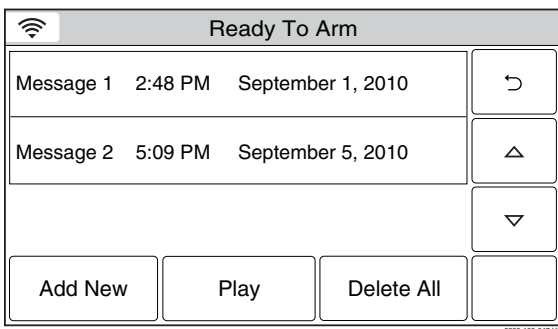 Ready To Arm
Message 1 2:48 PM September 1, 2010
Message 2 5:09 PM September 5, 2010
Add New Play Delete All